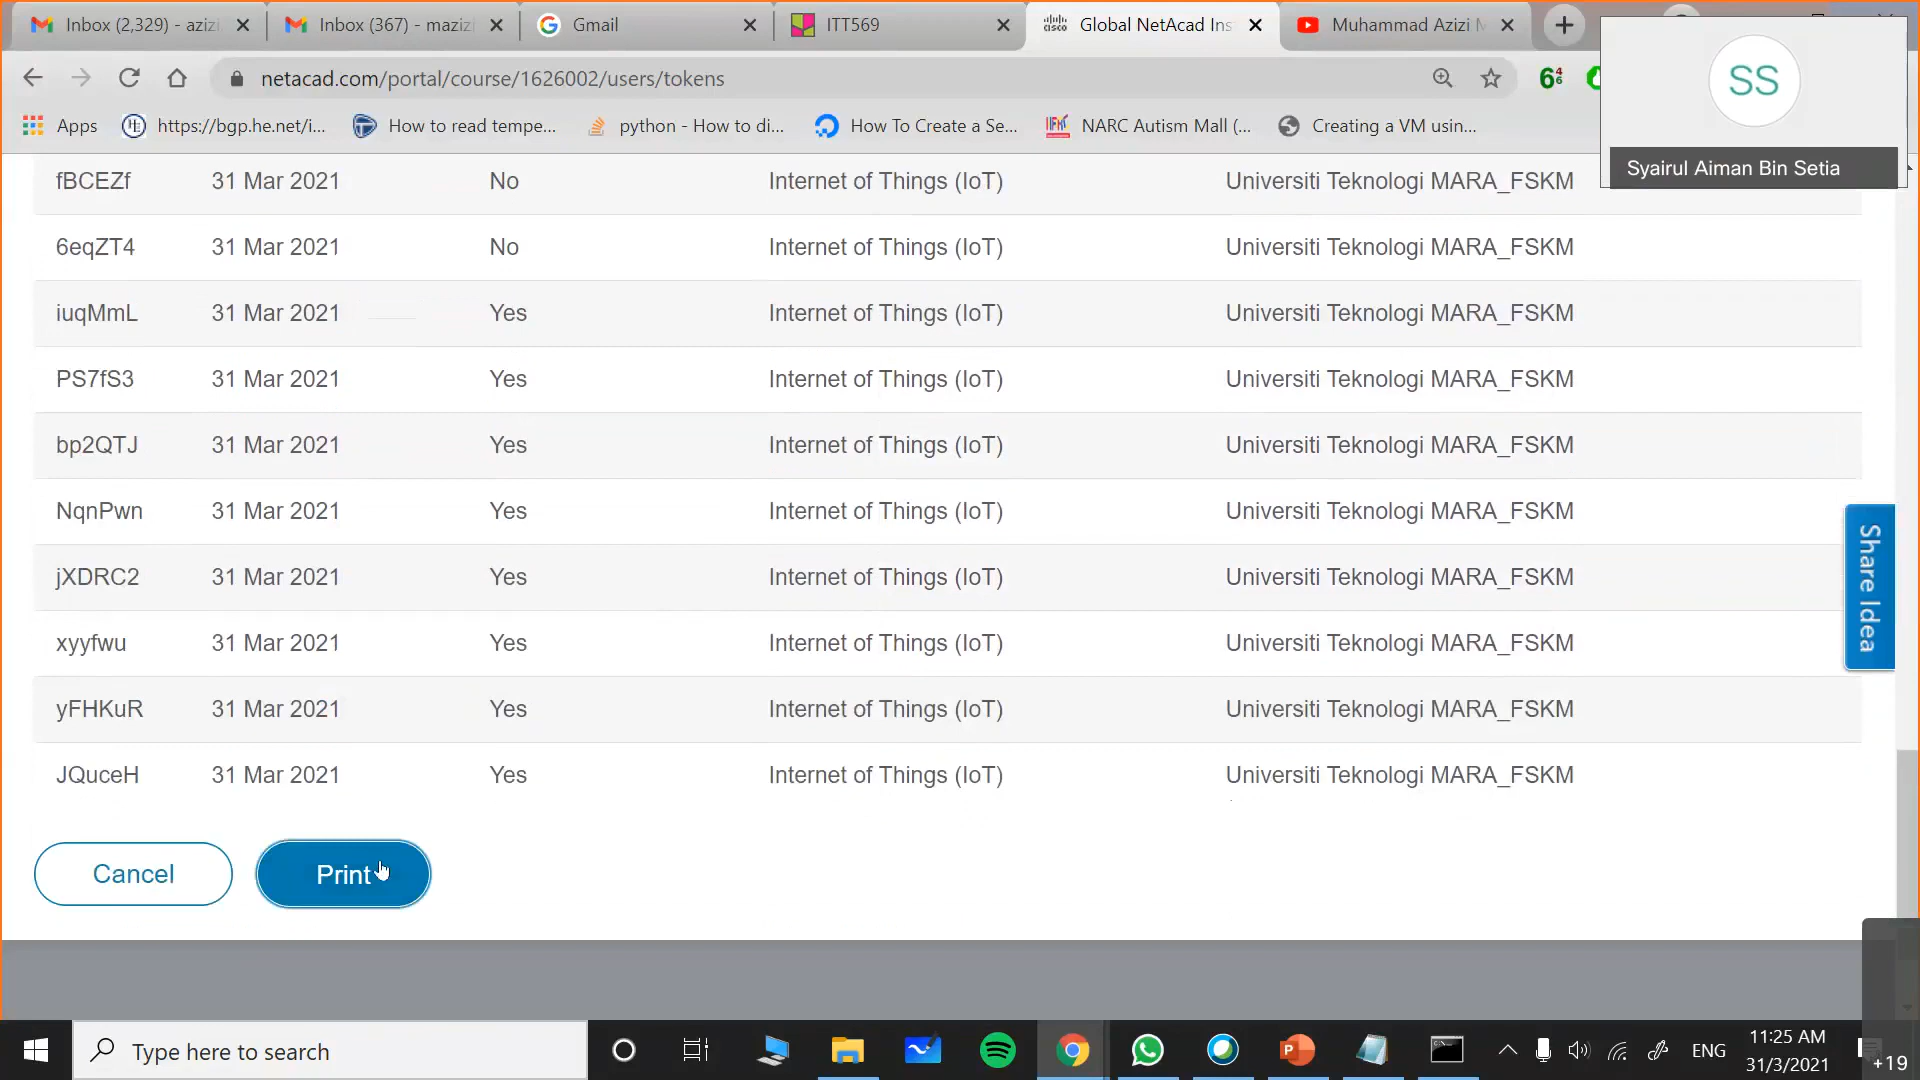 Inbox (2,329) - azizi
Inbox (367) - mazizi
Gmail
ITT569
Global NetAcad Ins
Muhammad Azizi M
netacad.com/portal/course/1626002/users/tokens
Apps
https://bgp.he.net/i...
How to read tempe...
python - How to di...
How To Create a Se...
NARC Autism Mall (...
Creating a VM usin...
SS
Syairul Aiman Bin Setia
fBCEZf 31 Mar 2021 No Internet of Things (IoT) Universiti Teknologi MARA_FSKM
6eqZT4 31 Mar 2021 No Internet of Things (IoT) Universiti Teknologi MARA_FSKM
iuqMmL 31 Mar 2021 Yes Internet of Things (IoT) Universiti Teknologi MARA_FSKM
PS7fS3 31 Mar 2021 Yes Internet of Things (IoT) Universiti Teknologi MARA_FSKM
bp2QTJ 31 Mar 2021 Yes Internet of Things (IoT) Universiti Teknologi MARA_FSKM
NqnPwn 31 Mar 2021 Yes Internet of Things (IoT) Universiti Teknologi MARA_FSKM
jXDRC2 31 Mar 2021 Yes Internet of Things (IoT) Universiti Teknologi MARA_FSKM
xyyfwu 31 Mar 2021 Yes Internet of Things (IoT) Universiti Teknologi MARA_FSKM
yFHKuR 31 Mar 2021 Yes Internet of Things (IoT) Universiti Teknologi MARA_FSKM
JQuceH 31 Mar 2021 Yes Internet of Things (IoT) Universiti Teknologi MARA_FSKM
Share Idea
Cancel
Print
Type here to search
ENG
11:25 AM
31/3/2021
+19